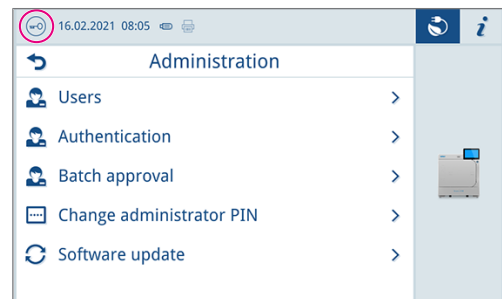 16.02.2021 08:05
i
Administration
Users
Authentication
Batch approval
Change administrator PIN
Software update